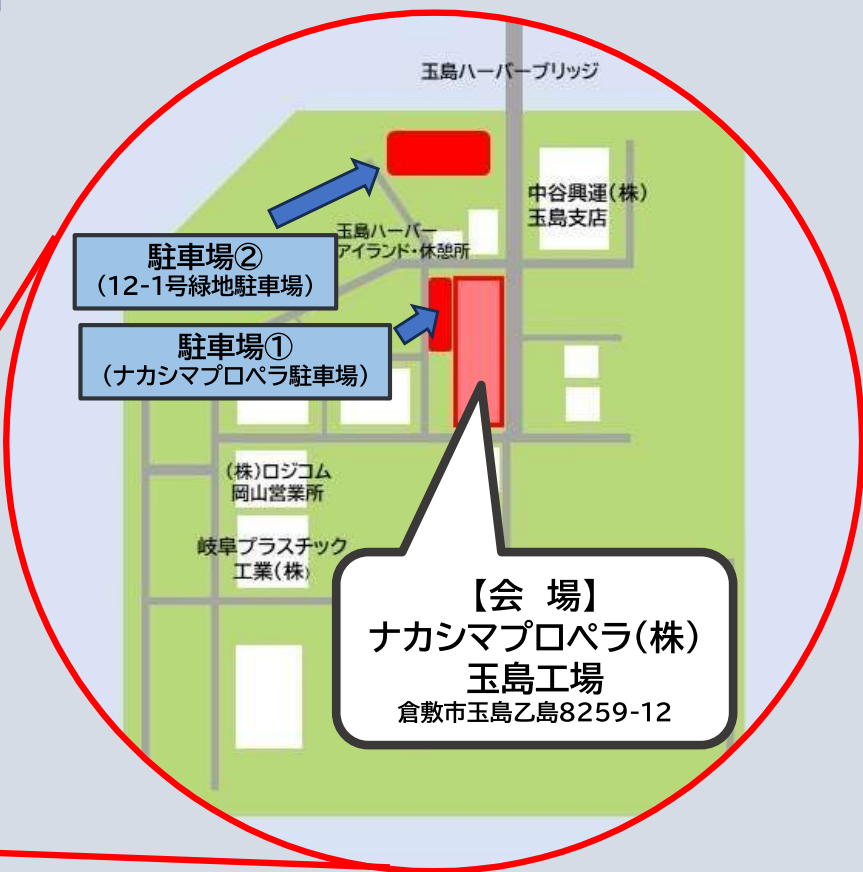 玉島ハーバーブリッジ
中谷興運(株)
玉島支店
玉島ハーバー
アイランド・休憩所
駐車場②
(12-1号緑地駐車場)
駐車場①
(ナカシマプロペラ駐車場)
(株)ロジコム
岡山営業所
岐阜プラスチック
工業(株)
【会 場】
ナカシマプロペラ(株)
玉島工場
倉敷市玉島乙島8259-12